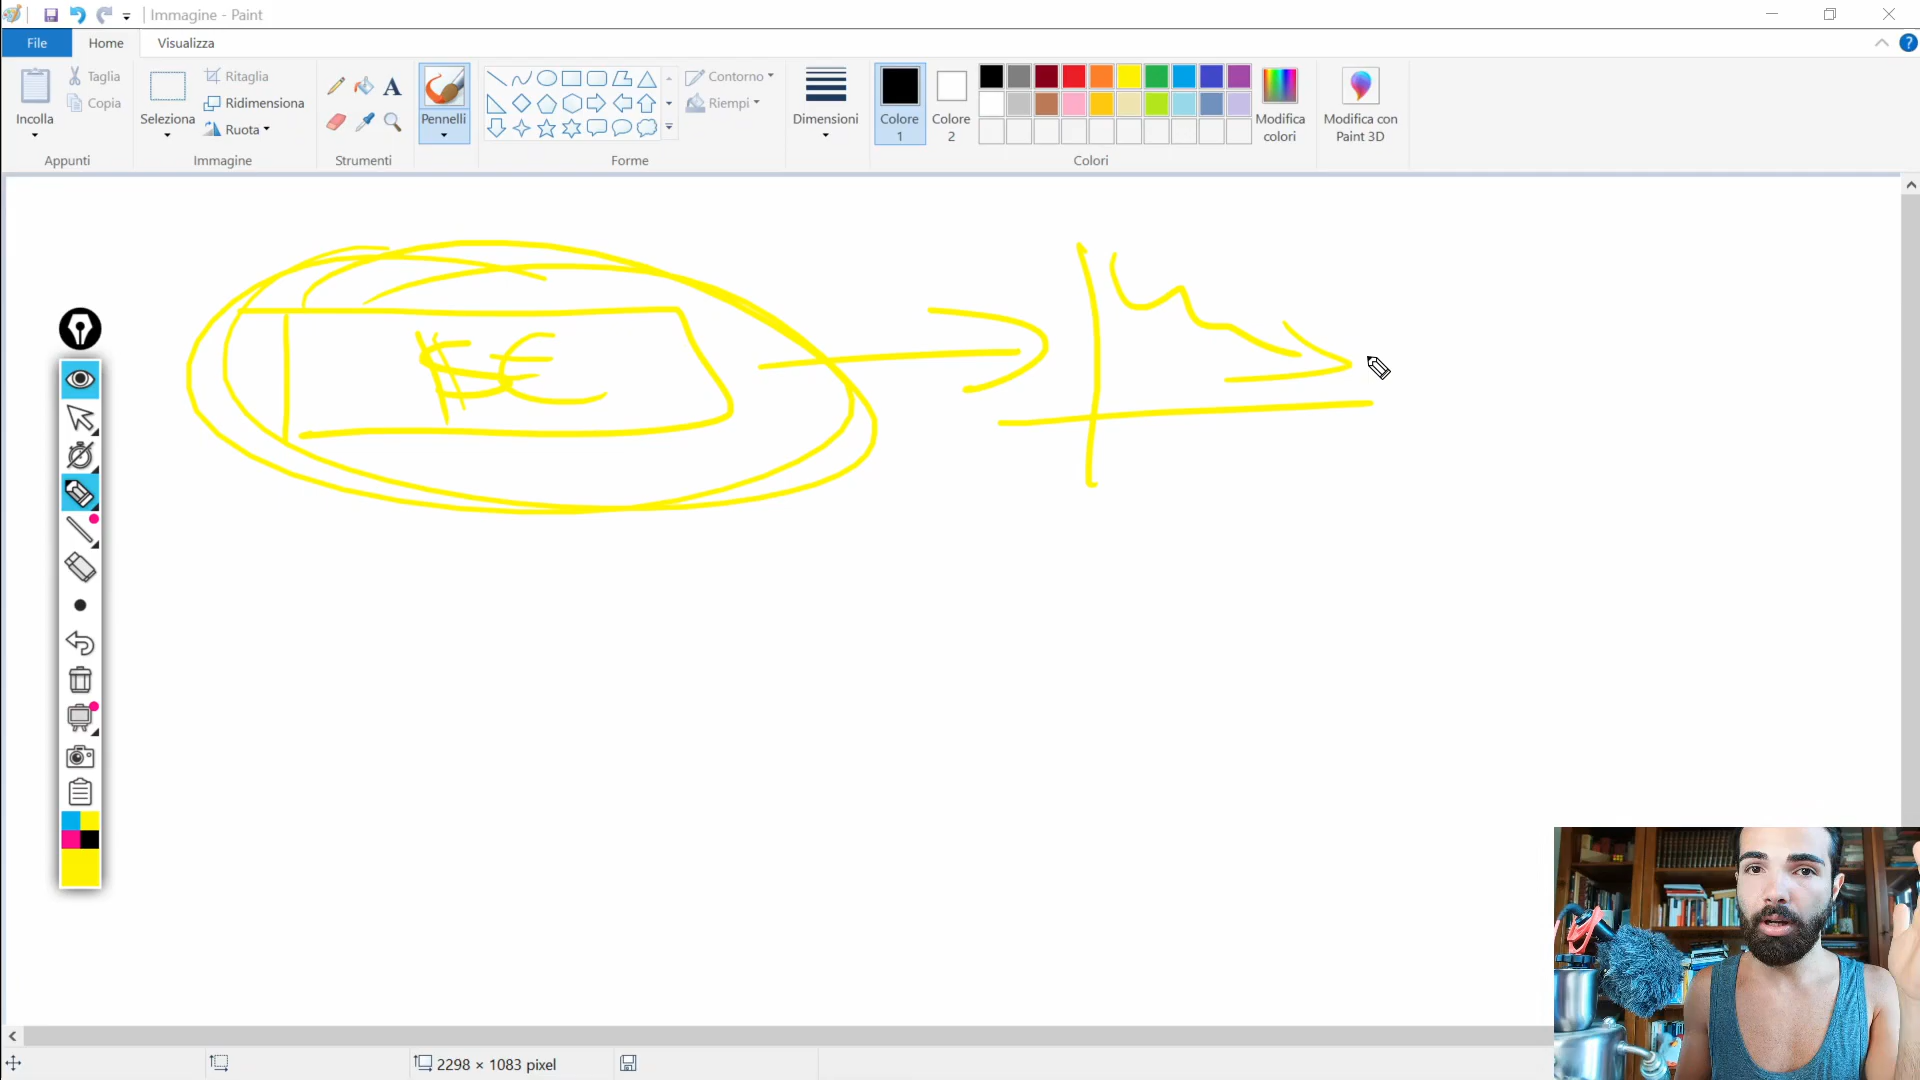 Immagine - Paint
File Home Visualizza
Incolla
Taglia
Copia
Appunti
Seleziona
Ritaglia
Ridimensiona
Ruota
Immagine
A
Strumenti
Pennelli
Contorno
Riempi
Forme
Dimensioni
Colore
1
Colore
2
Modifica
colori
Colori
Modifica con
Paint 3D
?
$€
2298 × 1083 pixel